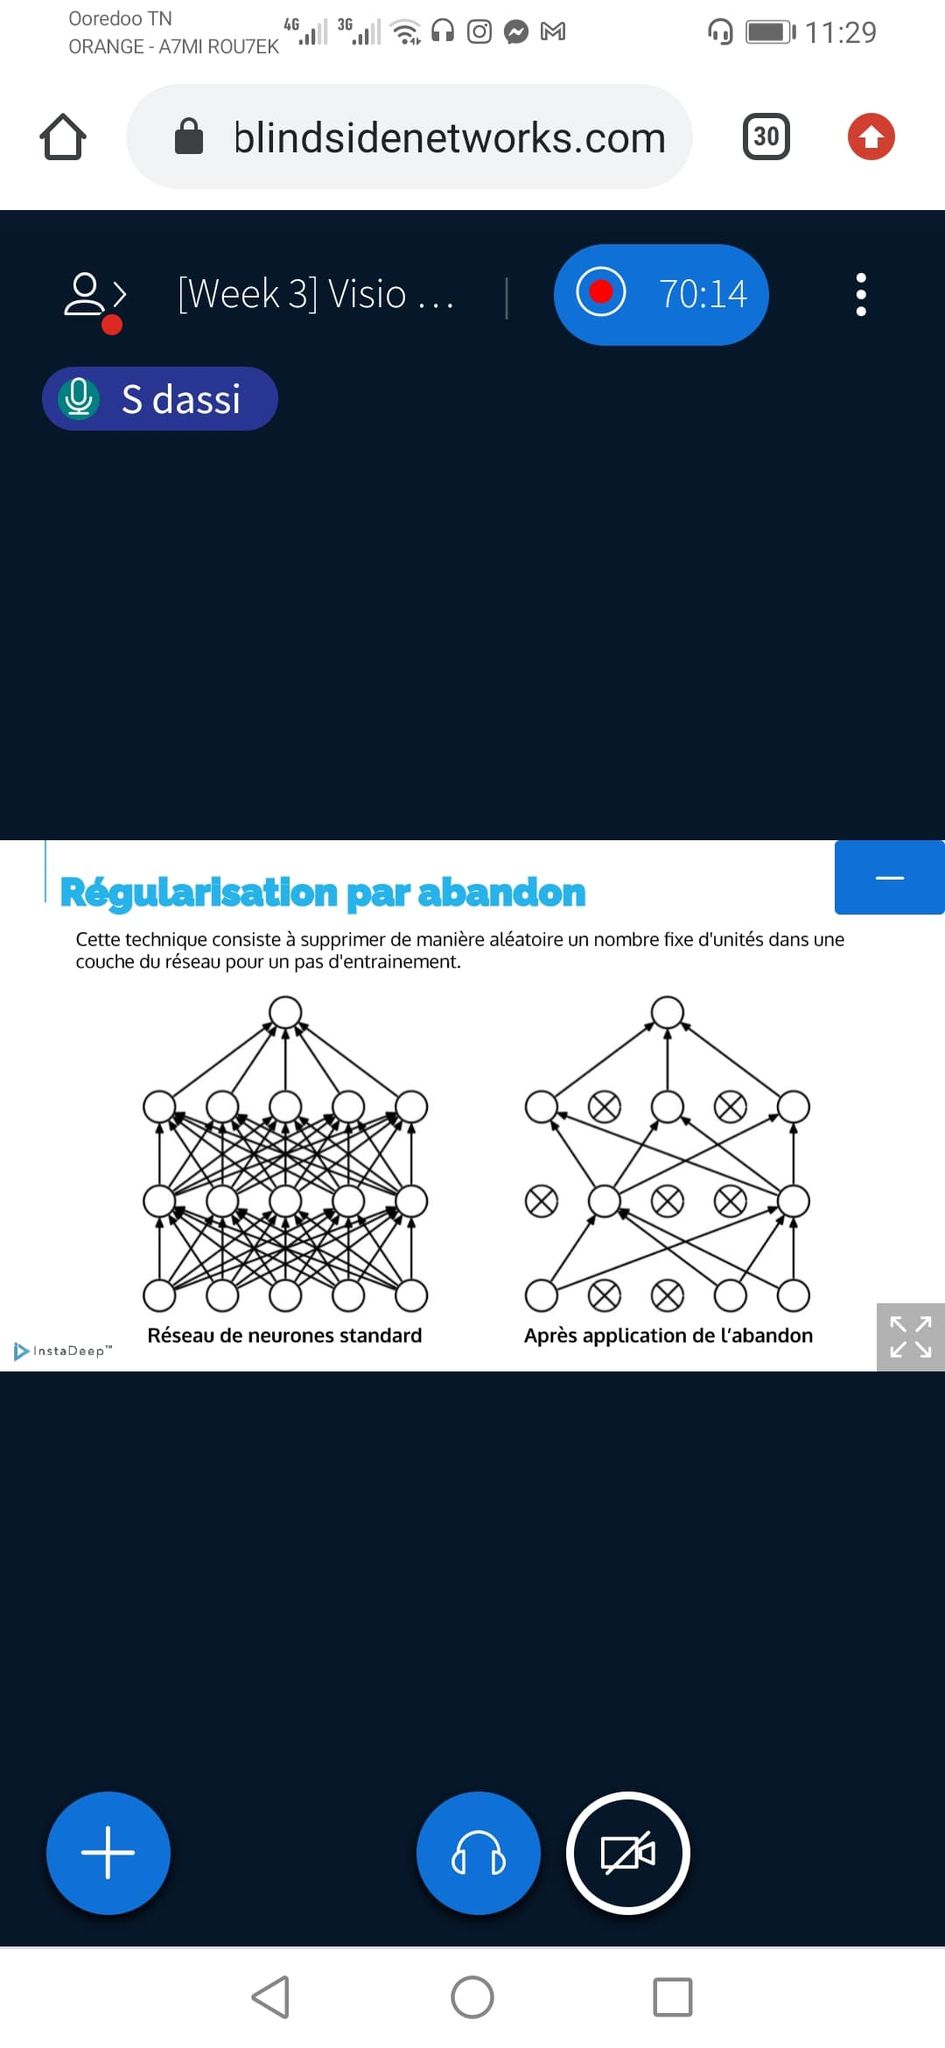 Ooredoo TN
ORANGE - A7MI ROU7EK
4G
3G
11:29
blindsidenetworks.com
30
[Week 3] Visio ...
70:14
S dassi
Régularisation par abandon
Cette technique consiste à supprimer de manière aléatoire un nombre fixe d'unités dans une
couche du réseau pour un pas d'entrainement.
Réseau de neurones standard
Après application de l'abandon
InstaDeep™